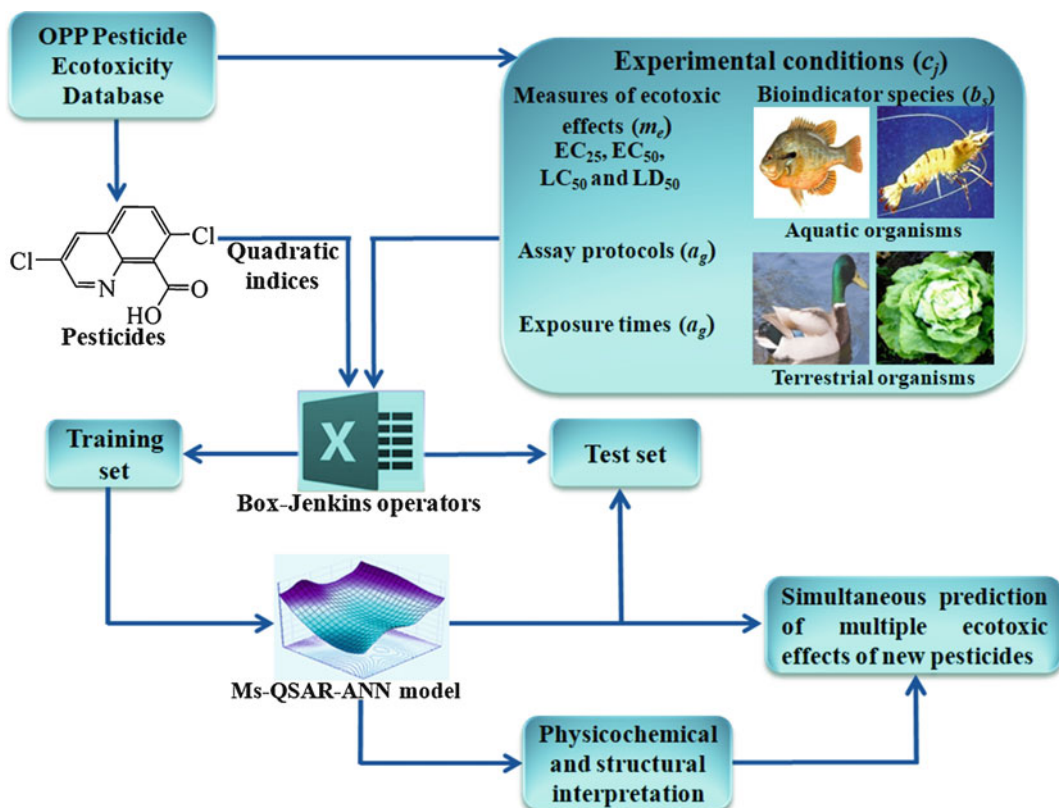 OPP Pesticide
Ecotoxicity
Database
Experimental conditions (cj)
Measures of ecotoxic
effects (me)
EC25, EC50,
LC50 and LD50
Bioindicator species (bs)
Aquatic organisms
Assay protocols (ag)
Exposure times (ag)
Terrestrial organisms
Cl
Cl
N
O
HO
Pesticides
Quadratic
indices
X
Training
set
Box-Jenkins operators
Test set
Ms-QSAR-ANN model
Simultaneous prediction
of multiple ecotoxic
effects of new pesticides
Physicochemical
and structural
interpretation